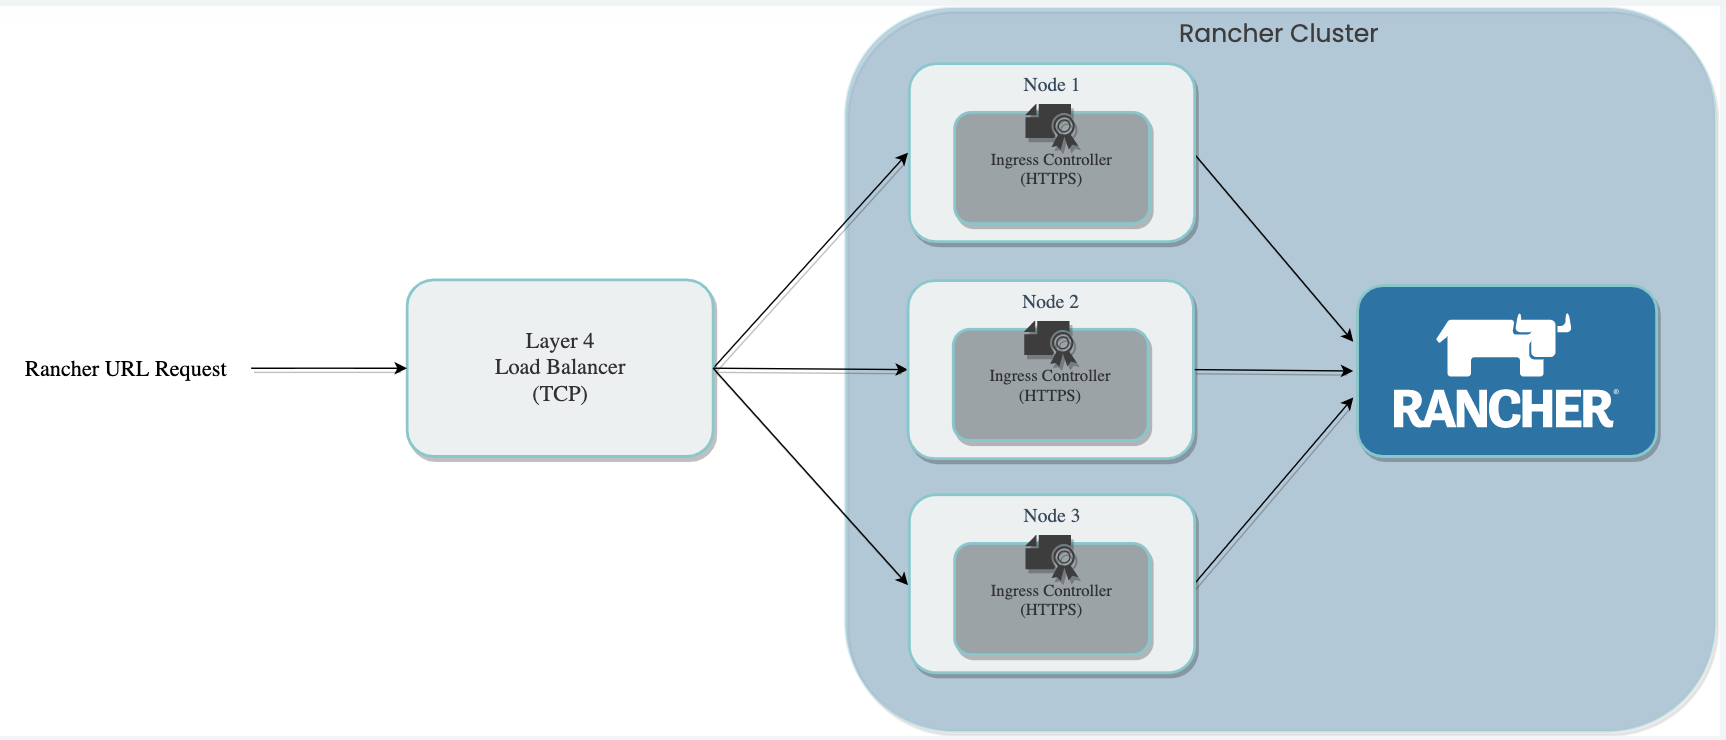 Rancher Cluster
Node 1
Ingress Controller
(HTTPS)
Rancher URL Request
Layer 4
Load Balancer
(TCP)
Node 2
Ingress Controller
(HTTPS)
RANCHER®
Node 3
Ingress Controller
(HTTPS)